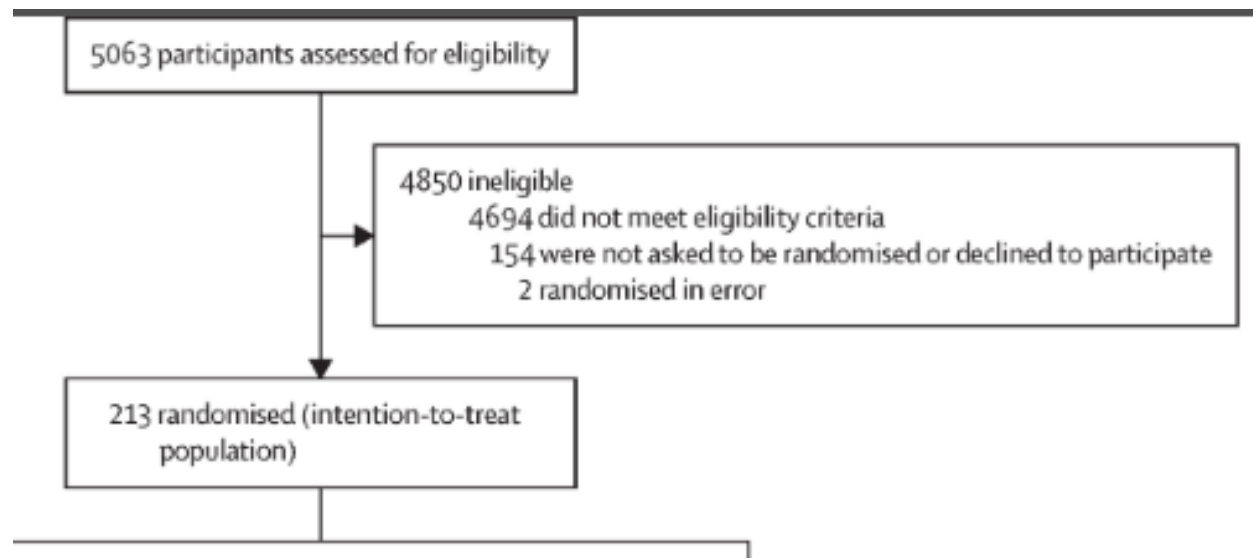 5063 participants assessed for eligibility
4850 ineligible
4694 did not meet eligibility criteria
154 were not asked to be randomised or declined to participate
2 randomised in error
213 randomised (intention-to-treat
population)